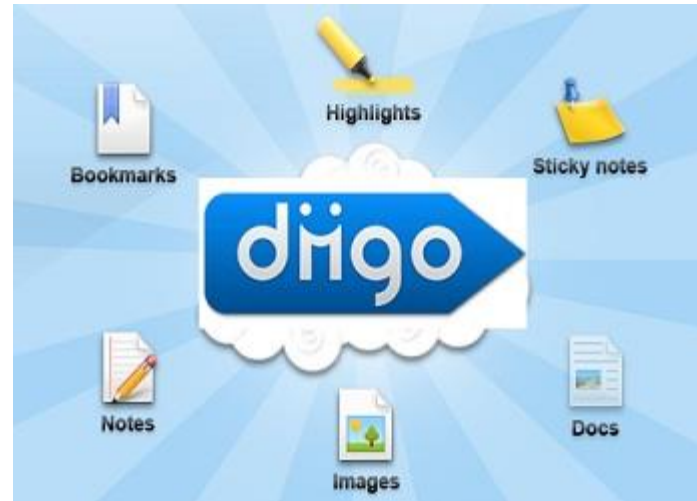 Highlights
Bookmarks
Sticky notes
diigo
Notes
Images
Docs